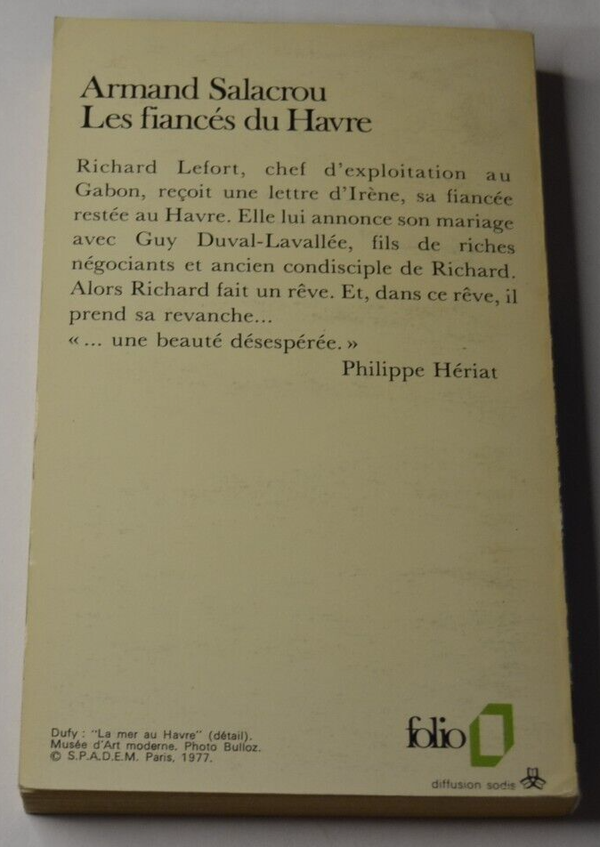 Armand Salacrou
Les fiancés du Havre
Richard Lefort, chef d'exploitation au
Gabon, reçoit une lettre d'Irène, sa fiancée
restée au Havre. Elle lui annonce son mariage
avec Guy Duval-Lavallée, fils de riches
négociants et ancien condisciple de Richard.
Alors Richard fait un rêve. Et, dans ce rêve, il
prend sa revanche...
« ... une beauté désespérée. »
Philippe Hériat
Dufy : "La mer au Havre" (détail).
Musée d'Art moderne. Photo Bulloz.
© S.P.A.D.E.M. Paris, 1977.
folio
diffusion sodis